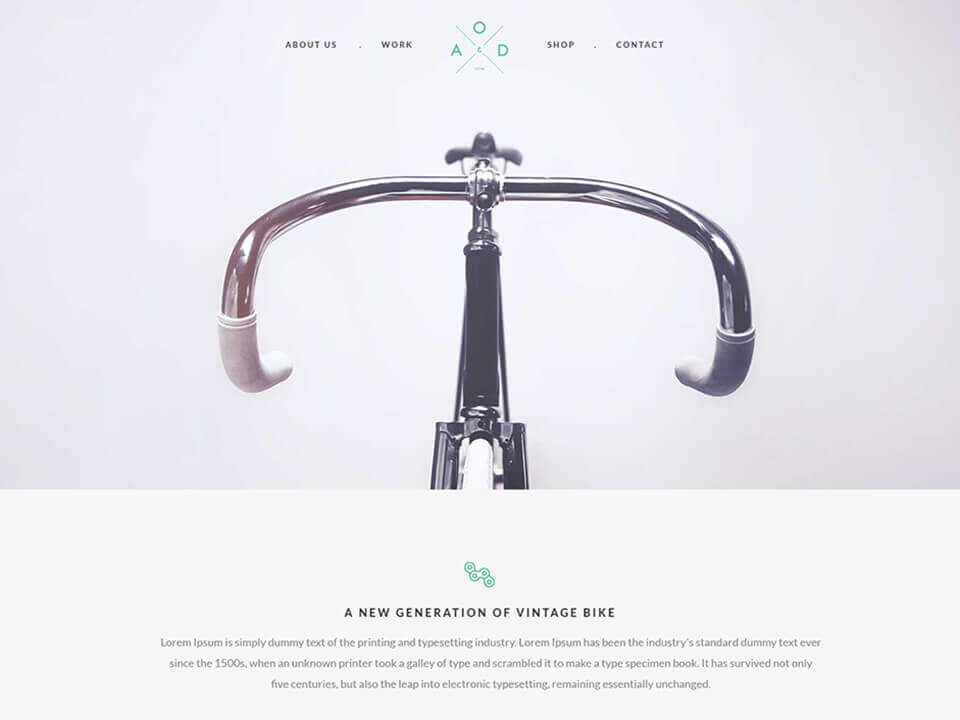 ABOUT US . WORK
O
A & D
SHOP . CONTACT
A NEW GENERATION OF VINTAGE BIKE
Lorem Ipsum is simply dummy text of the printing and typesetting industry. Lorem Ipsum has been the industry's standard dummy text ever
since the 1500s, when an unknown printer took a galley of type and scrambled it to make a type specimen book. It has survived not only
five centuries, but also the leap into electronic typesetting, remaining essentially unchanged.